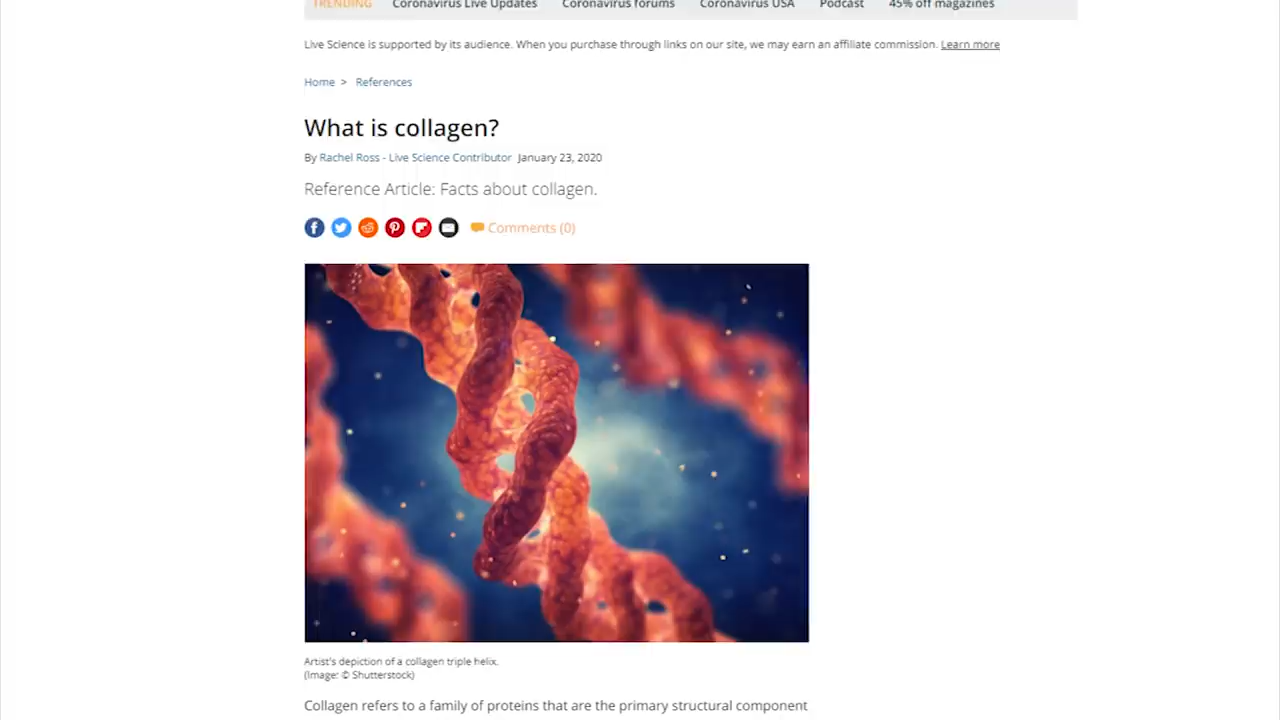 TRENDING Coronavirus Live Updates Coronavirus forums Coronavirus USA Podcast 45% off magazines
Live Science is supported by its audience. When you purchase through links on our site, we may earn an affiliate commission. Learn more
Home > References
What is collagen?
By Rachel Ross - Live Science Contributor January 23, 2020
Reference Article: Facts about collagen.
Comments (0)
Artist's depiction of a collagen triple helix.
(Image: © Shutterstock)
Collagen refers to a family of proteins that are the primary structural component